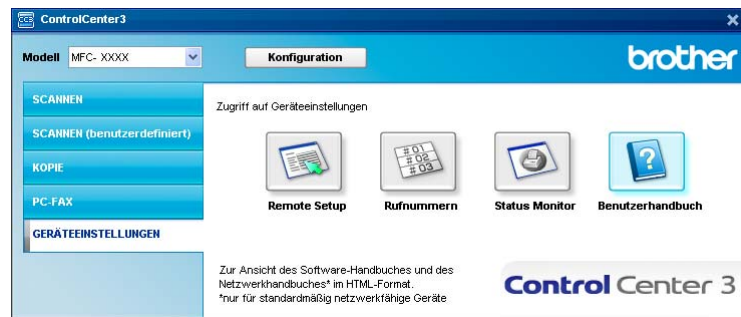 ControlCenter3
Modell MFC- XXXX Konfiguration brother
SCANNEN
SCANNEN (benutzerdefiniert)
KOPIE
PC-FAX
GERÄTEEINSTELLUNGEN
Zugriff auf Geräteeinstellungen
#01
#02
#03
?
Remote Setup Rufnummern Status Monitor Benutzerhandbuch
Zur Ansicht des Software-Handbuches und des
Netzwerkhandbuches* im HTML-Format.
*nur für standardmäßig netzwerkfähige Geräte
Control Center 3